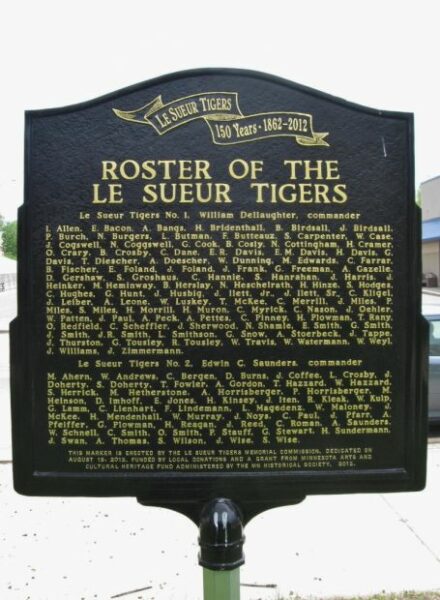 LE SUEUR TIGERS
150 YEARS - 1862-2012
ROSTER OF THE
LE SUEUR TIGERS
Le Sueur Tigers No. 1, William Dellaughter, commander
I. Allen, E. Bacon, A. Bangs, H. Bridenthall, B. Birdsall, J. Birdsall,
P. Burch, N. Burgers, L. Butman, F. Butteaux, S. Carpenter, W. Case,
J. Cogswell, N. Coggswell, G. Cook, B. Cosly, N. Cottingham, H. Cramer,
O. Crary, B. Crosby, C. Dane, E.R. Davis, E.M. Davis, H. Davis, G.
Davis, T. Diescher, A. Doescher, W. Dunning, M. Edwards, C. Farrar,
B. Fischer, E. Foland, J. Foland, J. Frank, G. Freeman, A. Gazelle,
D. Gershaw, S. Groshaus, C. Hannie, S. Hanrahan, J. Harris, J.
Heinker, N. Heminway, B. Herslay, N. Heschelrath, H. Hinze, S. Hodges,
C. Hughes, G. Hunt, J. Husbig, J. Ilett, Jr., J. Ilett, Sr., C. Kligel,
J. Leiber, A. Leone, W. Luskey, T. McKee, C. Merrill, J. Miles, P.
Miles, S. Miles, H. Morrill, H. Muron, C. Myrick, C. Nason, J. Oehler,
W. Patten, J. Paul, A. Peck, A. Pettes, C. Pinney, H. Plowman, T. Rany,
O. Redfield, C. Scheffler, J. Sherwood, N. Shamle, E. Smith, G. Smith,
J. Smith, J.R. Smith, L. Smithson, G. Snow, A. Stoerbeck, J. Tappe,
J. Thurston, G. Tousley, R. Tousley, W. Travis, W. Watermann, W. Weyl,
J. Williams, J. Zimmermann.
Le Sueur Tigers No. 2, Edwin C. Saunders, commander
M. Ahern, W. Andrews, C. Bergen, D. Burns, J. Coffee, L. Crosby, J.
Doherty, S. Doherty, T. Fowler, A. Gordon, T. Hazzard, W. Hazzard,
S. Herrick, M. Hetherstone, A. Horrisberger, P. Horrisberger, M.
Helnson, D. Imhoff, E. Jones, H. Kinsey, J. Iten, R. Kleak, W. Kulp,
G. Lamm, C. Lienhart, F. Lindemann, L. Magedenz, W. Maloney, J.
McKee, H. Mendenhall, W. Murray, J. Noys, C. Paul, J. Pfarr, A.
Pfeiffer, G. Plowman, H. Reagan, J. Reed, C. Roman, A. Saunders,
W. Schnell, C. Smith, O. Smith, P. Stauff, G. Stewart, H. Sundermann,
J. Swan, A. Thomas, S. Wilson, J. Wise, S. Wise.
THIS MARKER IS ERECTED BY THE LE SUEUR TIGERS MEMORIAL COMMISSION, DEDICATED ON
AUGUST 19, 2012, FUNDED BY LOCAL DONATIONS AND A GRANT FROM MINNESOTA ARTS AND
CULTURAL HERITAGE FUND ADMINISTERED BY THE MN HISTORICAL SOCIETY, 2012.